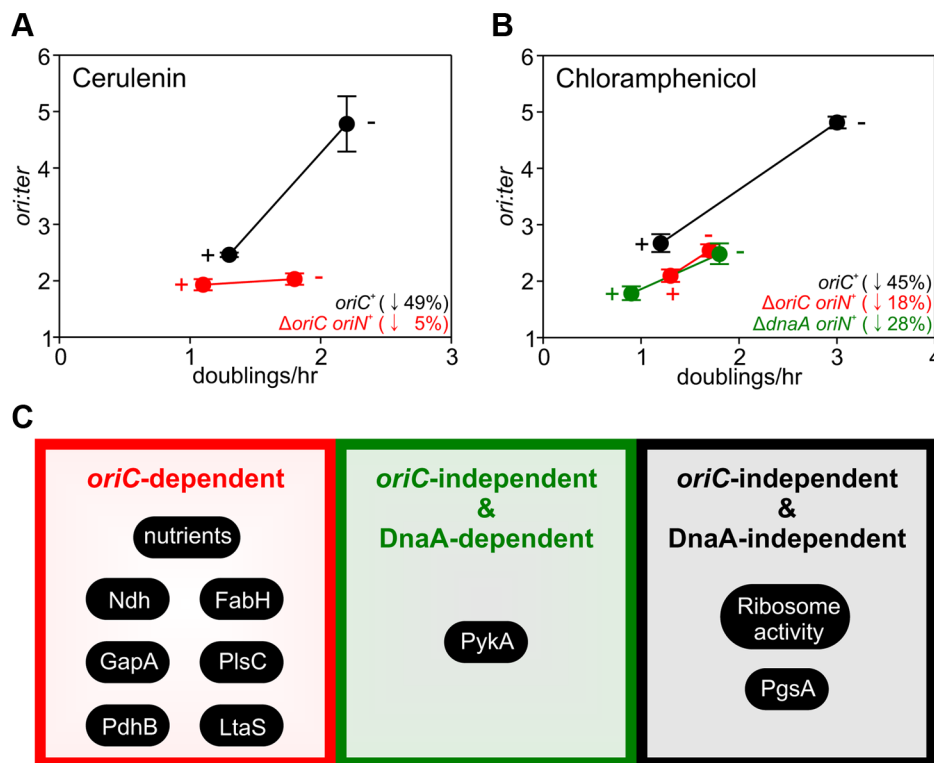 A
B
Cerulenin
ori:ter
6
5
4
3
2
1
+
-
+
-
oriC+ (↓ 49%)
ΔoriC oriN+ (↓ 5%)
0
1
2
3
doublings/hr
Chloramphenicol
ori:ter
6
5
4
3
2
1
-
+
-
-
+
+
oriC+ (↓ 45%)
ΔoriC oriN+ (↓ 18%)
ΔdnaA oriN+ (↓ 28%)
0
1
2
3
4
doublings/hr
C
oriC-dependent
nutrients
Ndh
FabH
GapA
PlsC
PdhB
LtaS
oriC-independent
&
DnaA-dependent
PykA
oriC-independent
&
DnaA-independent
Ribosome
activity
PgsA